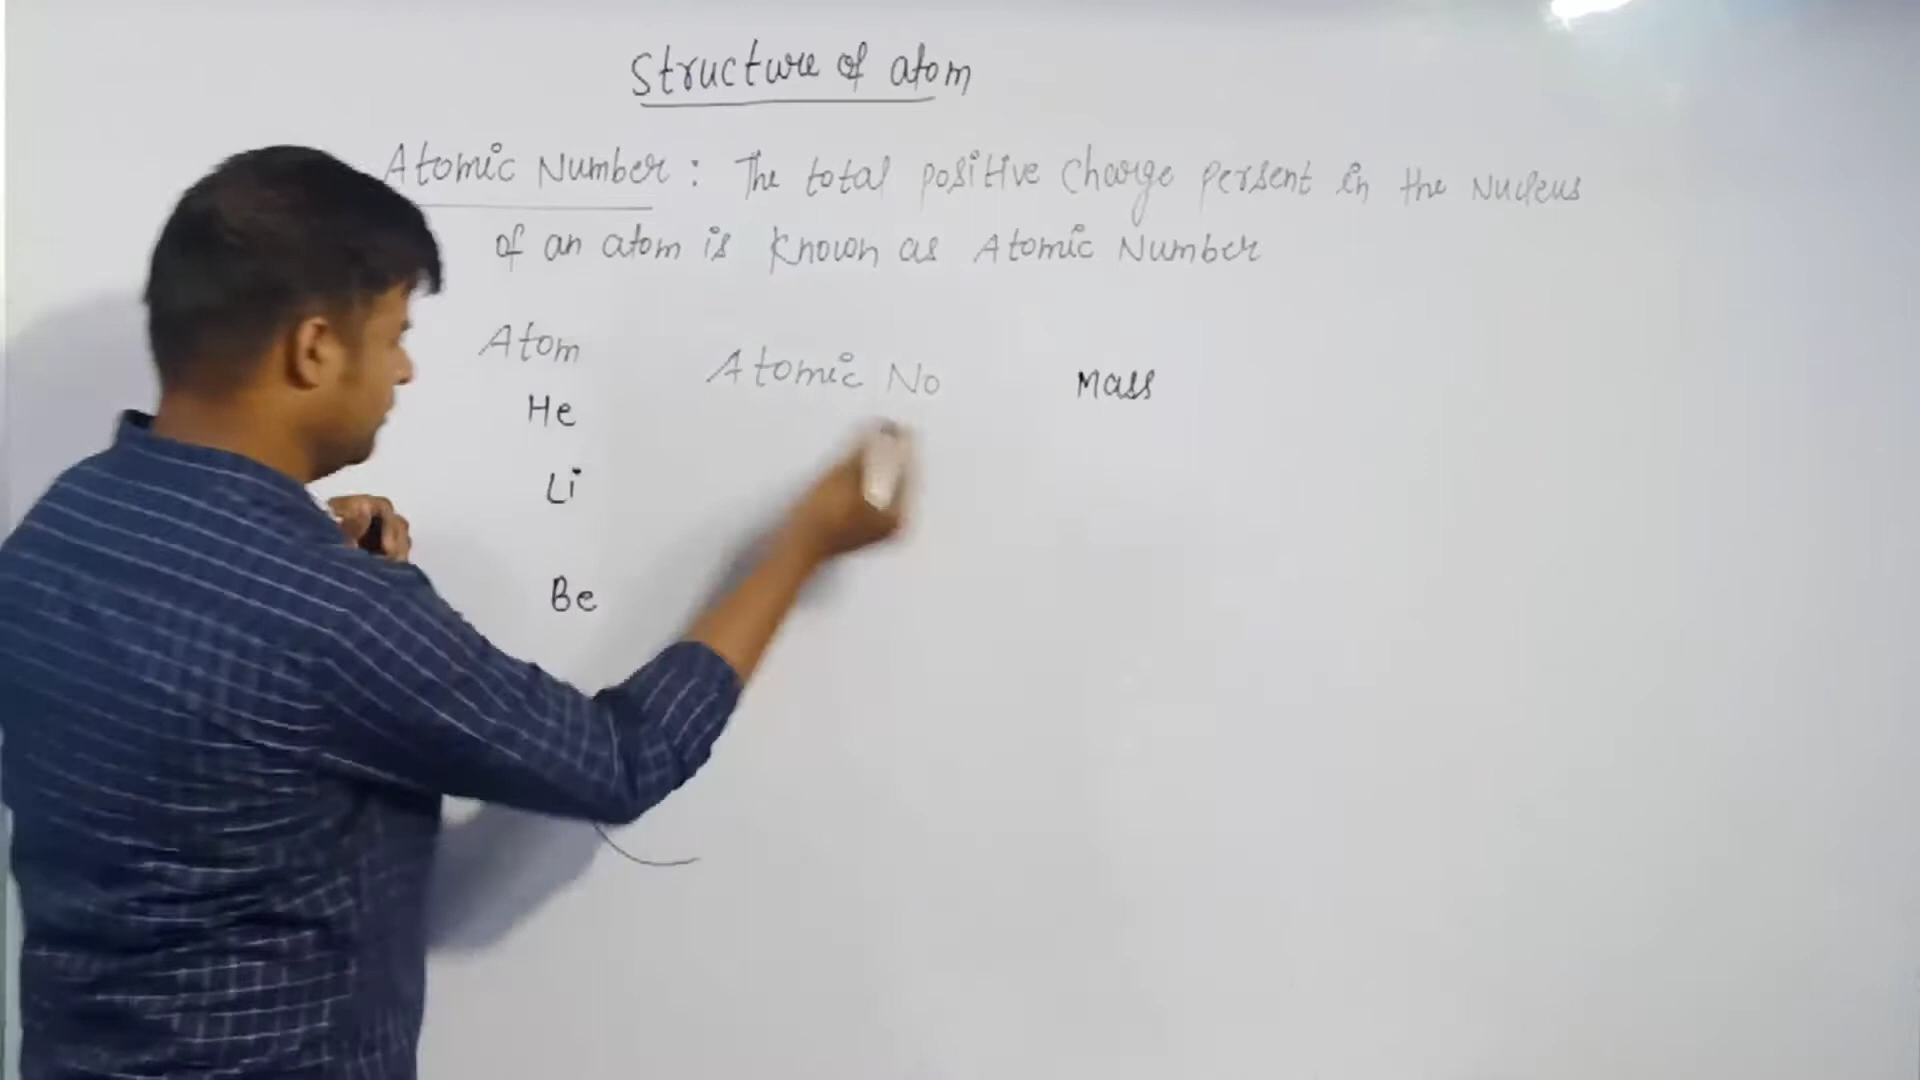 Structure of atom
Atomic Number : The total positive charge persent in the Nucleus
of an atom is known as Atomic Number
Atom Atomic No Mass
He
Li
Be